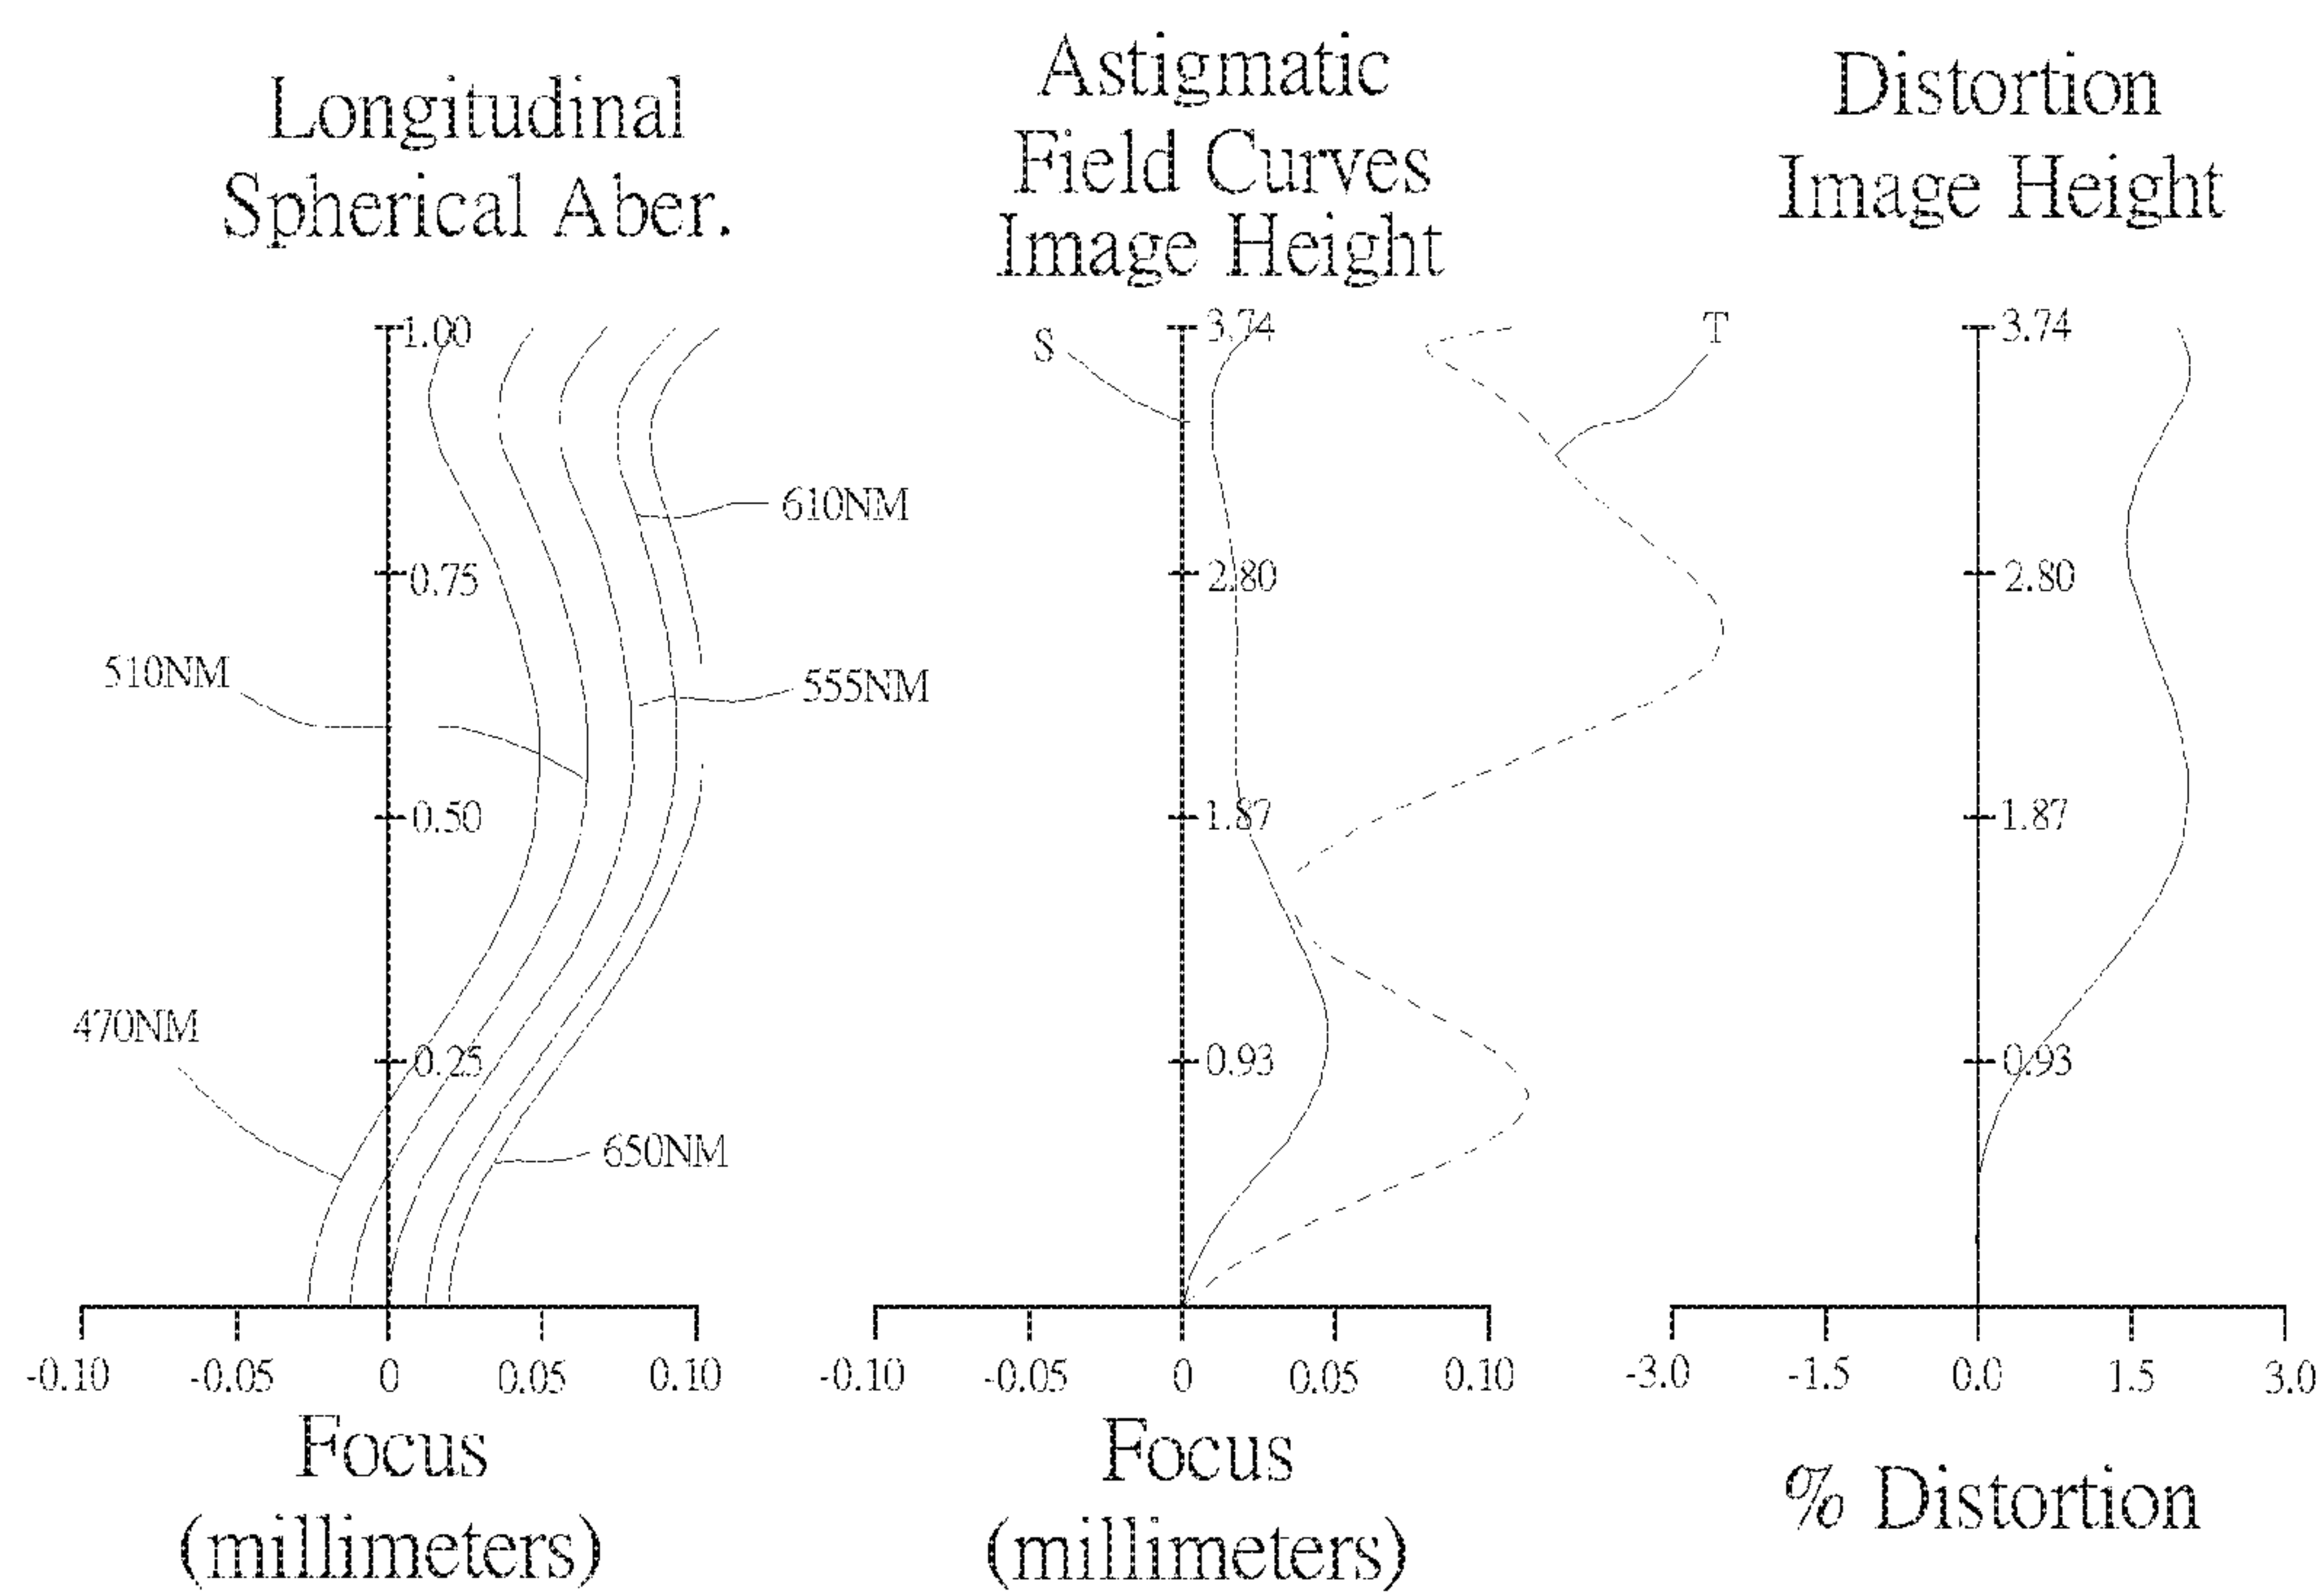 Longitudinal
Spherical Aber.
1.00
0.75
0.50
0.25
610NM
510NM
555NM
470NM
650NM
-0.10 -0.05 0 0.05 0.10
Focus
(millimeters)
Astigmatic
Field Curves
Image Height
S
T
3.74
2.80
1.87
0.93
-0.10 -0.05 0 0.05 0.10
Focus
(millimeters)
Distortion
Image Height
3.74
2.80
1.87
0.93
-3.0 -1.5 0.0 1.5 3.0
% Distortion